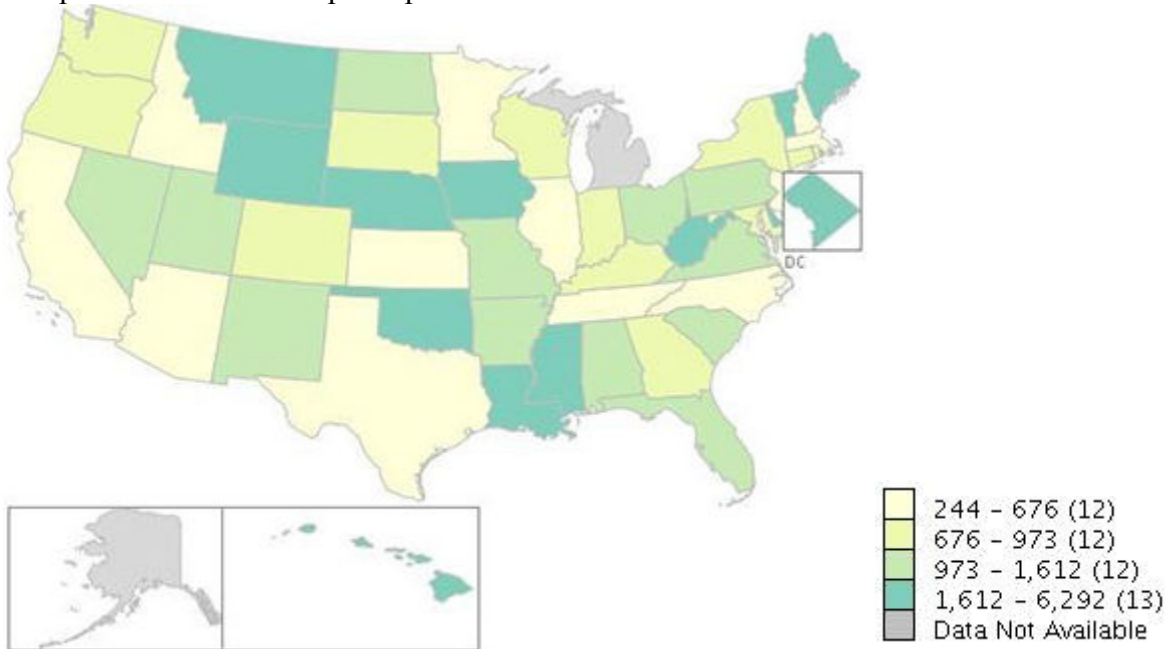 DC
244 - 676 (12)
676 - 973 (12)
973 - 1,612 (12)
1,612 - 6,292 (13)
Data Not Available